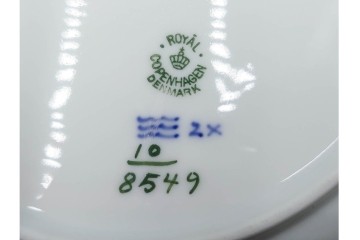 ROYAL
COPENHAGEN
DENMARK
2x
10
8549